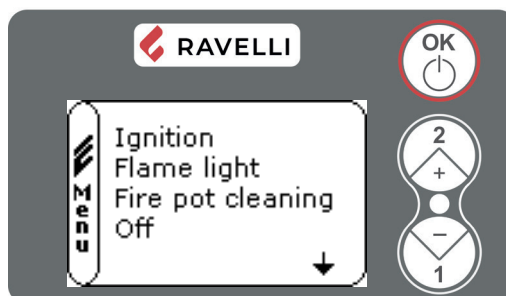 RAVELLI
OK
Menu
Ignition
Flame light
Fire pot cleaning
Off
2
+
−
1